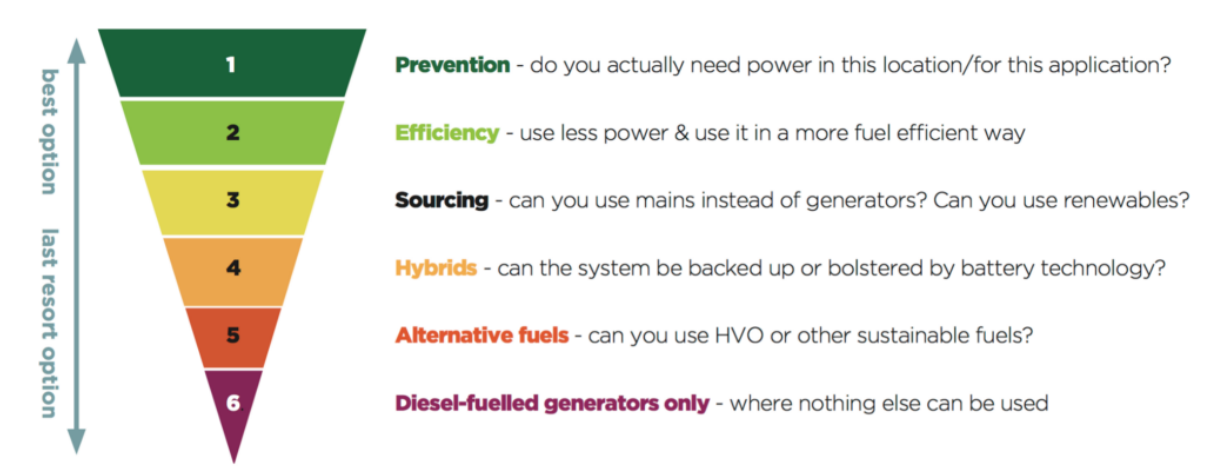 best option
last resort option
1
Prevention - do you actually need power in this location/for this application?
2
Efficiency - use less power & use it in a more fuel efficient way
3
Sourcing - can you use mains instead of generators? Can you use renewables?
4
Hybrids - can the system be backed up or bolstered by battery technology?
5
Alternative fuels - can you use HVO or other sustainable fuels?
6
Diesel-fuelled generators only - where nothing else can be used